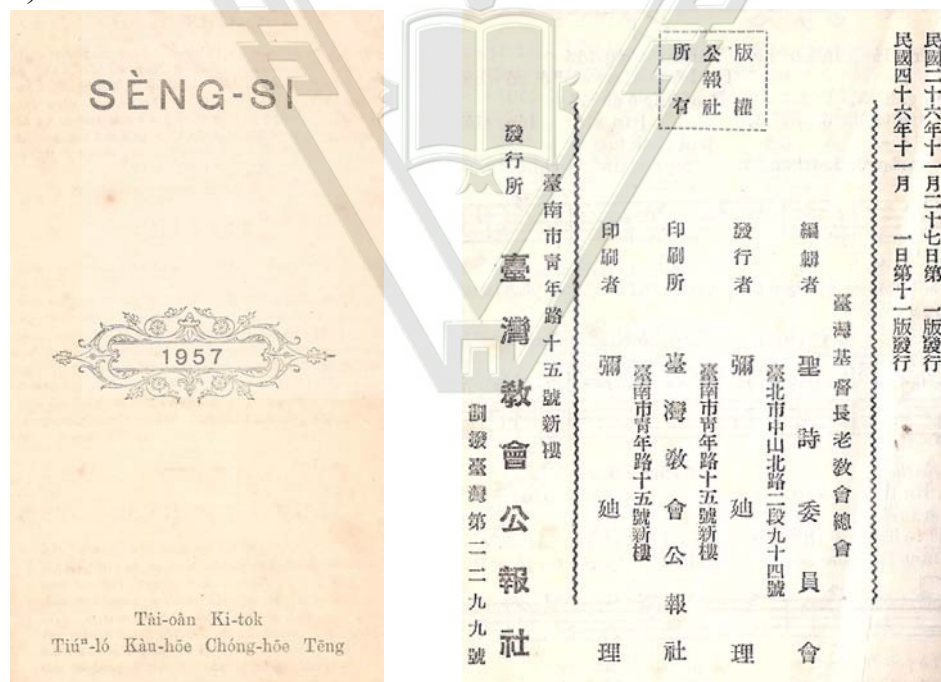 SÈNG-SI
1957
Tâi-oân Ki-tok
Tiúⁿ-ló Kàu-hōe Chóng-hōe Tēng
民國二十六年十一月二十七日第一版發行
民國四十六年十一月一日第十一版發行
臺灣基督長老教會總會
編輯者 聖詩委員會
臺北市中山北路二段九十四號
發行者 彌迪理
臺南市青年路十五號新樓
印刷所 臺灣教會公報社
臺南市青年路十五號新樓
印刷者 彌迪理
版權
公報社
所有
臺南市青年路十五號新樓
發行所 臺灣教會公報社
劃撥臺灣第二二九九號